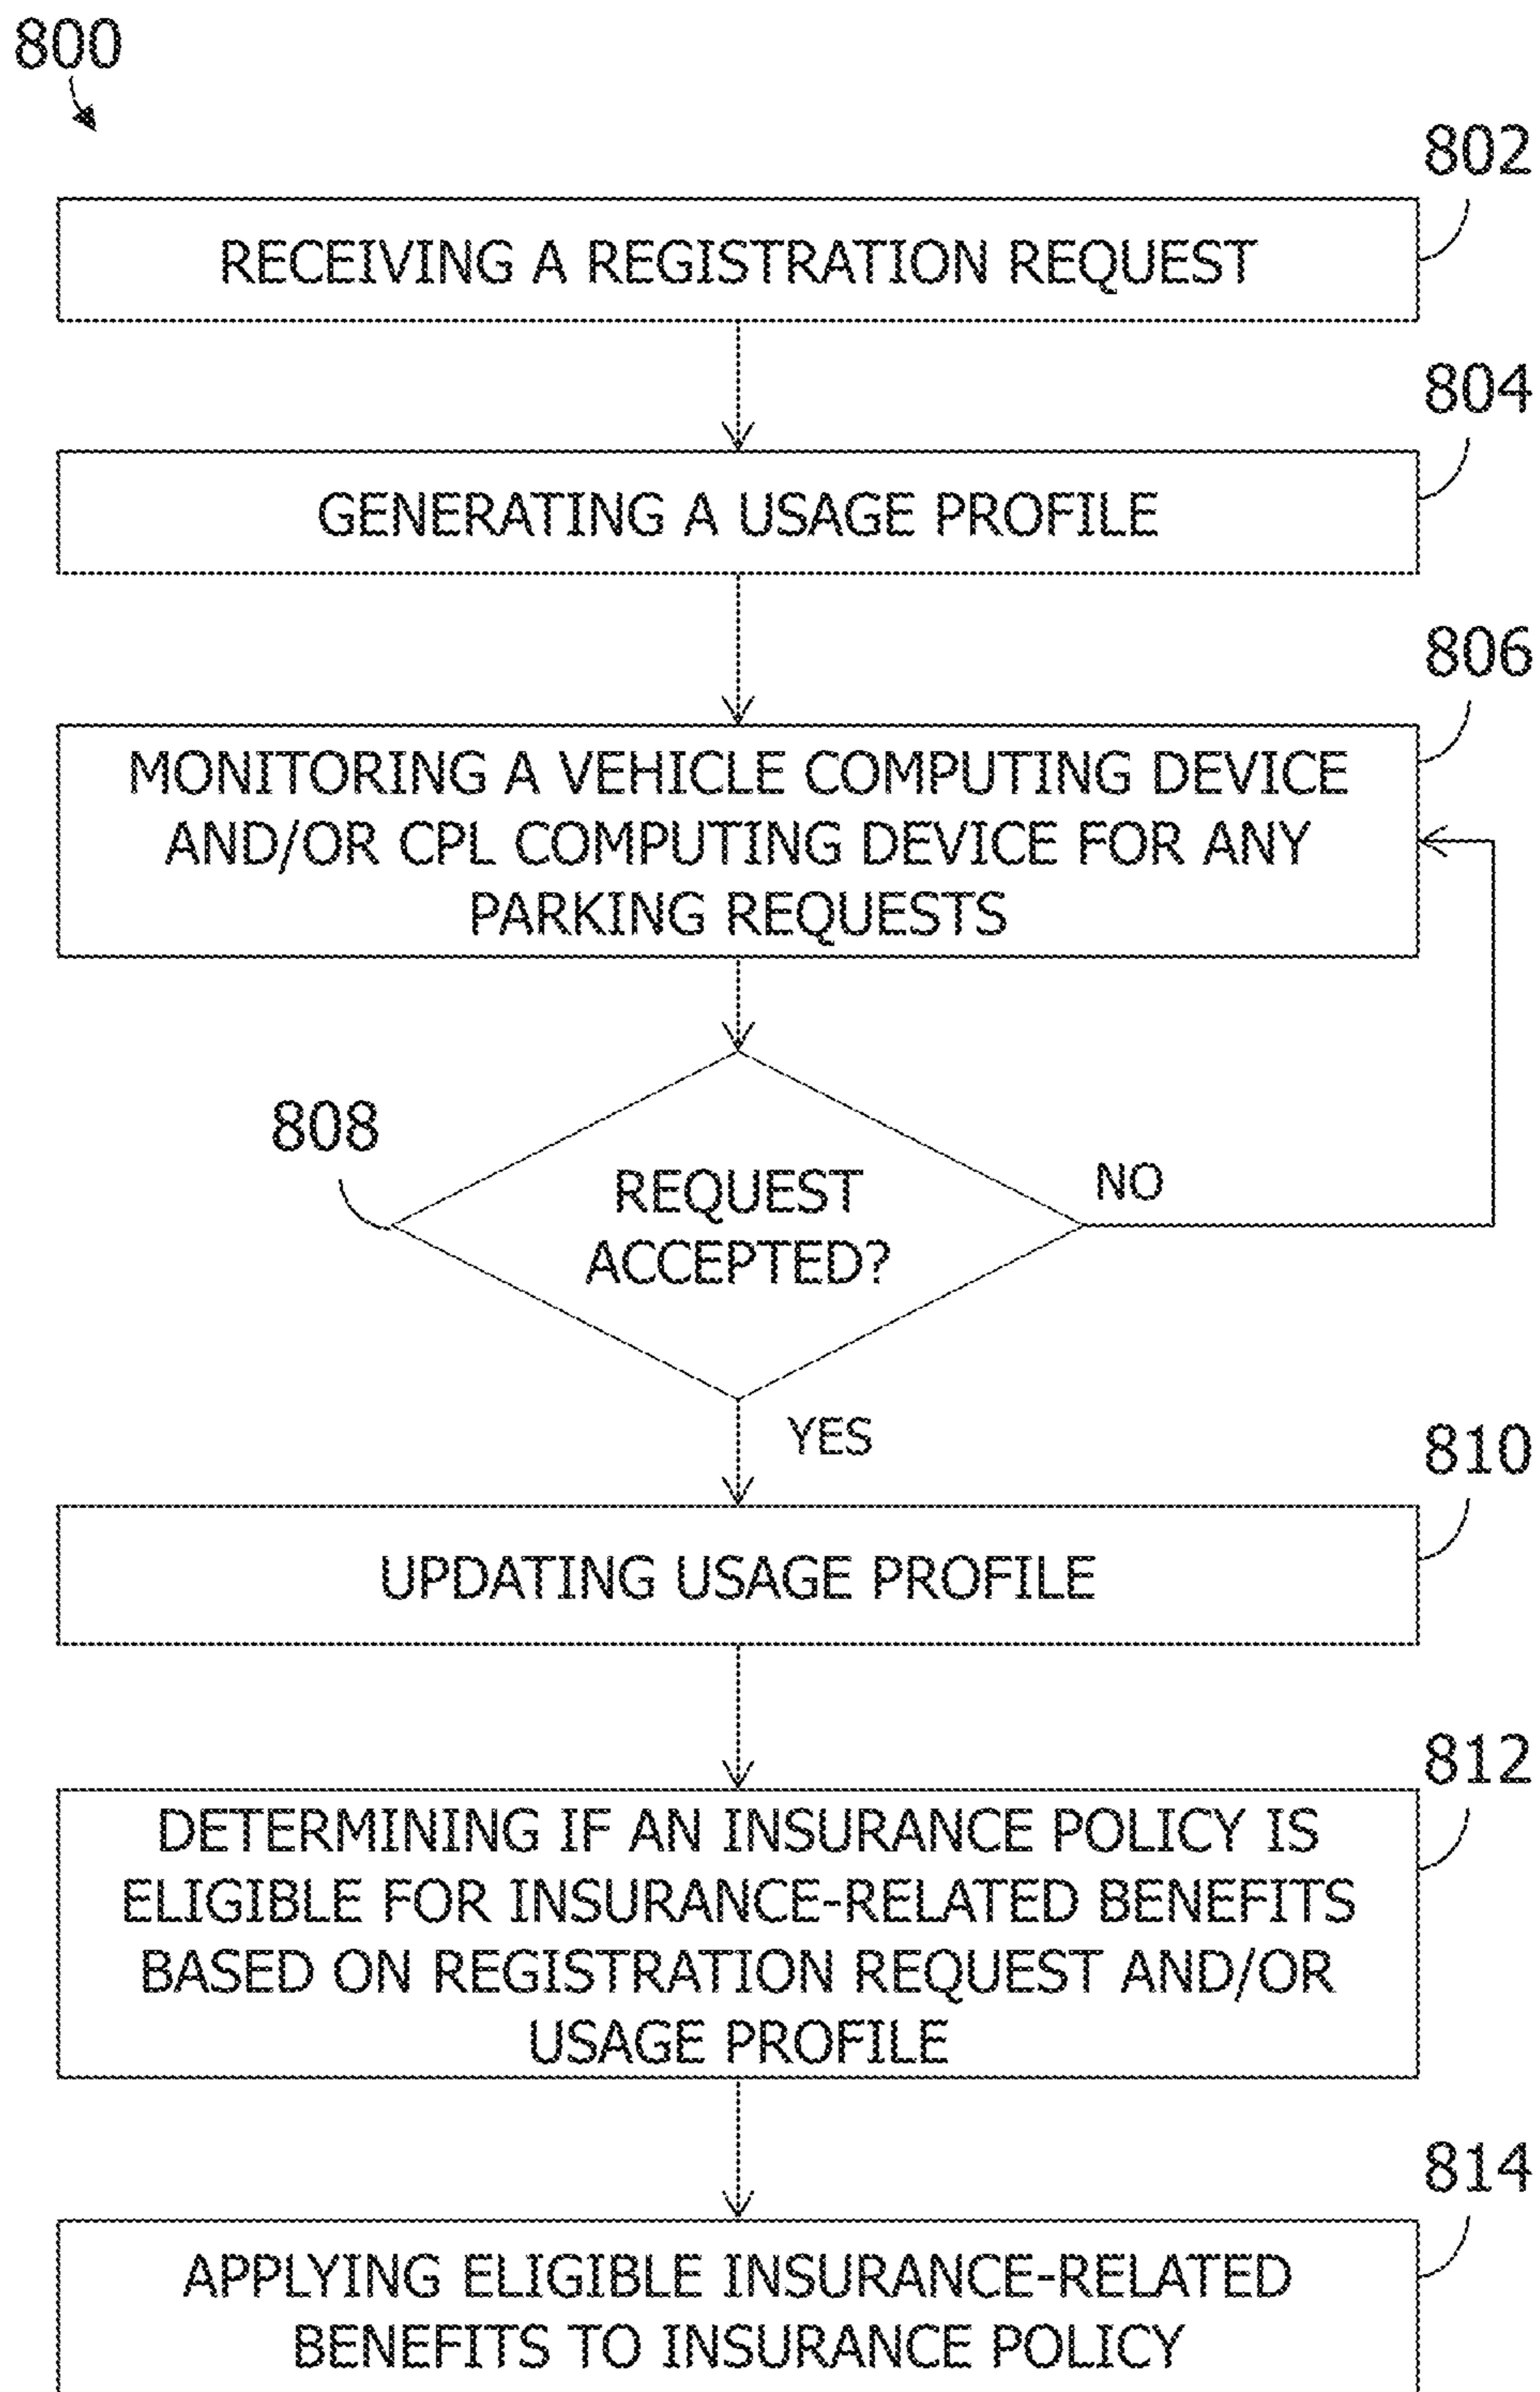 800
802
RECEIVING A REGISTRATION REQUEST
804
GENERATING A USAGE PROFILE
806
MONITORING A VEHICLE COMPUTING DEVICE
AND/OR CPL COMPUTING DEVICE FOR ANY
PARKING REQUESTS
808
REQUEST
ACCEPTED?
NO
YES
810
UPDATING USAGE PROFILE
812
DETERMINING IF AN INSURANCE POLICY IS
ELIGIBLE FOR INSURANCE-RELATED BENEFITS
BASED ON REGISTRATION REQUEST AND/OR
USAGE PROFILE
814
APPLYING ELIGIBLE INSURANCE-RELATED
BENEFITS TO INSURANCE POLICY